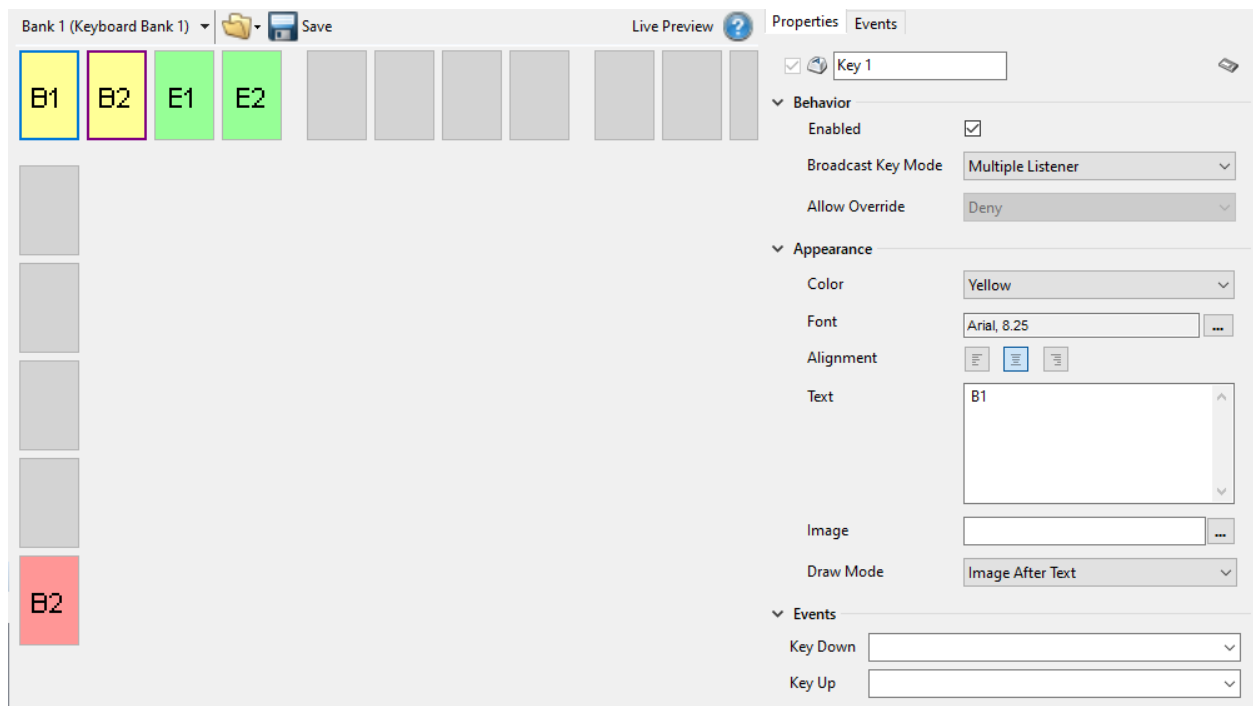 Bank 1 (Keyboard Bank 1) Save Live Preview
B1 B2 E1 E2
B2
Properties Events
Key 1
Behavior
Enabled
Broadcast Key Mode Multiple Listener
Allow Override Deny
Appearance
Color Yellow
Font Arial, 8.25 ...
Alignment
Text B1
Image ...
Draw Mode Image After Text
Events
Key Down
Key Up